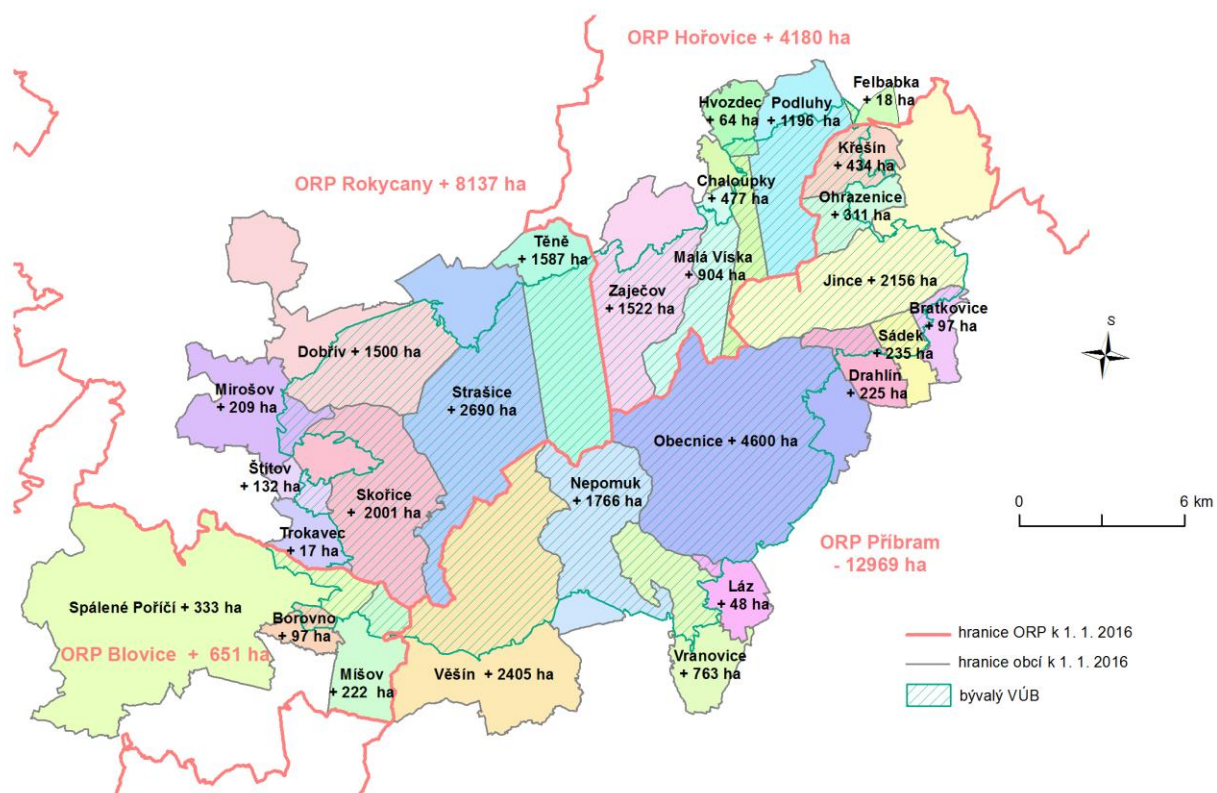 ORP Hořovice + 4180 ha
Felbabka
+ 18 ha
Hvozdec
+ 64 ha
Podluhy
+ 1196 ha
Křešín
+ 434 ha
ORP Rokycany + 8137 ha
Chaloupky
+ 477 ha
Ohrazenice
+ 311 ha
Těně
+ 1587 ha
Malá Víska
+ 904 ha
Zaječov
+ 1522 ha
Jince + 2156 ha
Bratkovice
+ 97 ha
Sádek
+ 235 ha
S
Dobřív + 1500 ha
Drahlín
+ 225 ha
Mirošov
+ 209 ha
Strašice
+ 2690 ha
Obecnice + 4600 ha
Štítov
+ 132 ha
Nepomuk
+ 1766 ha
Skořice
+ 2001 ha
0
6 km
Trokavec
+ 17 ha
ORP Příbram
- 12969 ha
Láz
+ 48 ha
Spálené Poříčí + 333 ha
Borovno
+ 97 ha
ORP Blovice + 651 ha
Míšov
+ 222 ha
Věšín + 2405 ha
Vranovice
+ 763 ha
hranice ORP k 1. 1. 2016
hranice obcí k 1. 1. 2016
bývalý VÚB